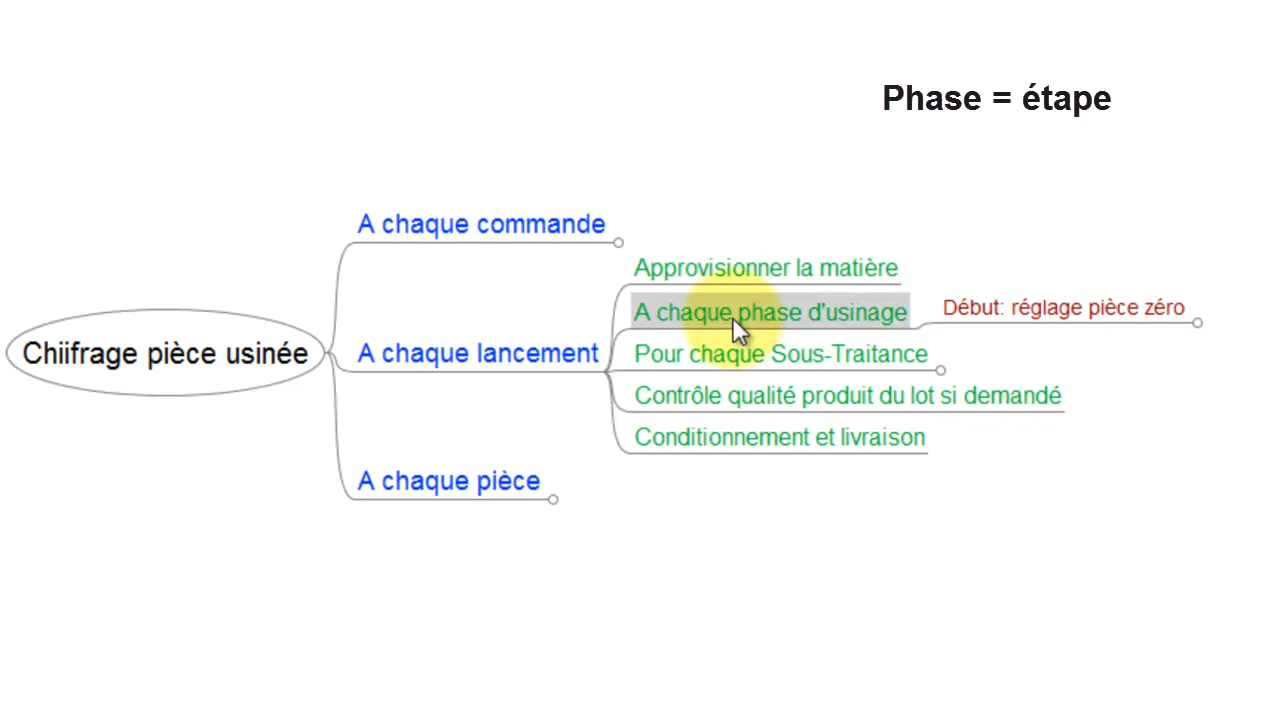 Phase = étape
A chaque commande
Approvisionner la matière
A chaque phase d'usinage
Début: réglage pièce zéro
Chiifrage pièce usinée
A chaque lancement
Pour chaque Sous-Traitance
Contrôle qualité produit du lot si demandé
Conditionnement et livraison
A chaque pièce